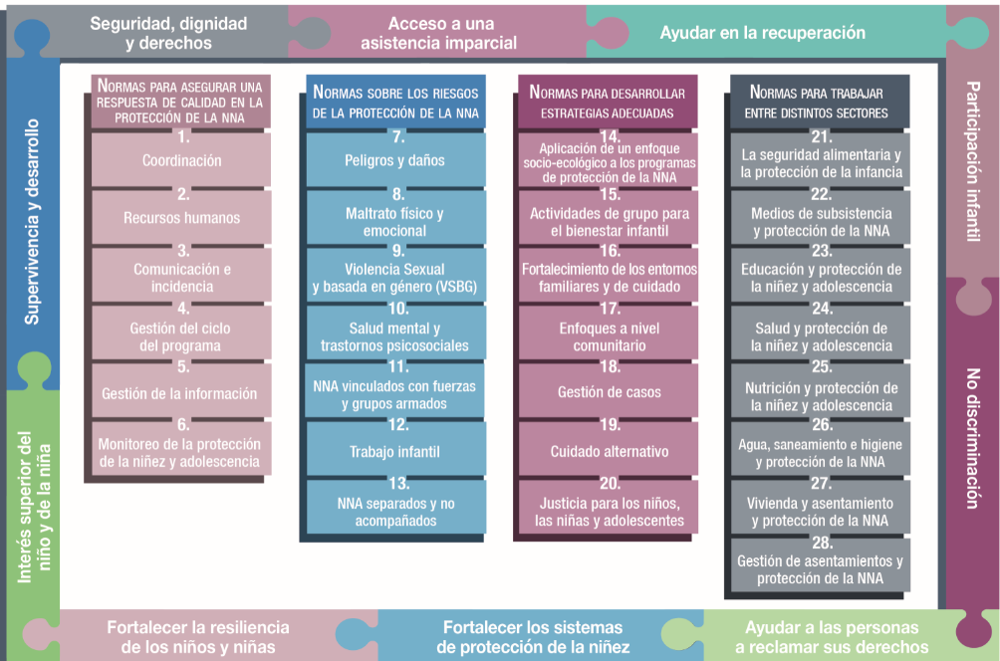 Seguridad, dignidad
y derechos
Acceso a una
asistencia imparcial
Ayudar en la recuperación
Supervivencia y desarrollo
Interés superior del
niño y de la niña
NORMAS PARA ASEGURAR UNA
RESPUESTA DE CALIDAD EN LA
PROTECCIÓN DE LA NNA
1.
Coordinación
2.
Recursos humanos
3.
Comunicación e
incidencia
4.
Gestión del ciclo
del programa
5.
Gestión de la información
6.
Monitoreo de la protección
de la niñez y adolescencia
NORMAS SOBRE LOS RIESGOS
DE LA PROTECCIÓN DE LA NNA
7.
Peligros y daños
8.
Maltrato físico y
emocional
9.
Violencia Sexual
y basada en género (VSBG)
10.
Salud mental y
trastornos psicosociales
11.
NNA vinculados con fuerzas
y grupos armados
12.
Trabajo infantil
13.
NNA separados y no
acompañados
NORMAS PARA DESARROLLAR
ESTRATEGIAS ADECUADAS
14.
Aplicación de un enfoque
socio-ecológico a los programas
de protección de la NNA
15.
Actividades de grupo para
el bienestar infantil
16.
Fortalecimiento de los entornos
familiares y de cuidado
17.
Enfoques a nivel
comunitario
18.
Gestión de casos
19.
Cuidado alternativo
20.
Justicia para los niños,
las niñas y adolescentes
NORMAS PARA TRABAJAR
ENTRE DISTINTOS SECTORES
21.
La seguridad alimentaria y
la protección de la infancia
22.
Medios de subsistencia
y protección de la NNA
23.
Educación y protección de
la niñez y adolescencia
24.
Salud y protección de
la niñez y adolescencia
25.
Nutrición y protección de
la niñez y adolescencia
26.
Agua, saneamiento e higiene
y protección de la NNA
27.
Vivienda y asentamiento
y protección de la NNA
28.
Gestión de asentamientos y
protección de la NNA
Participación infantil
No discriminación
Fortalecer la resiliencia
de los niños y niñas
Fortalecer los sistemas
de protección de la niñez
Ayudar a las personas
a reclamar sus derechos